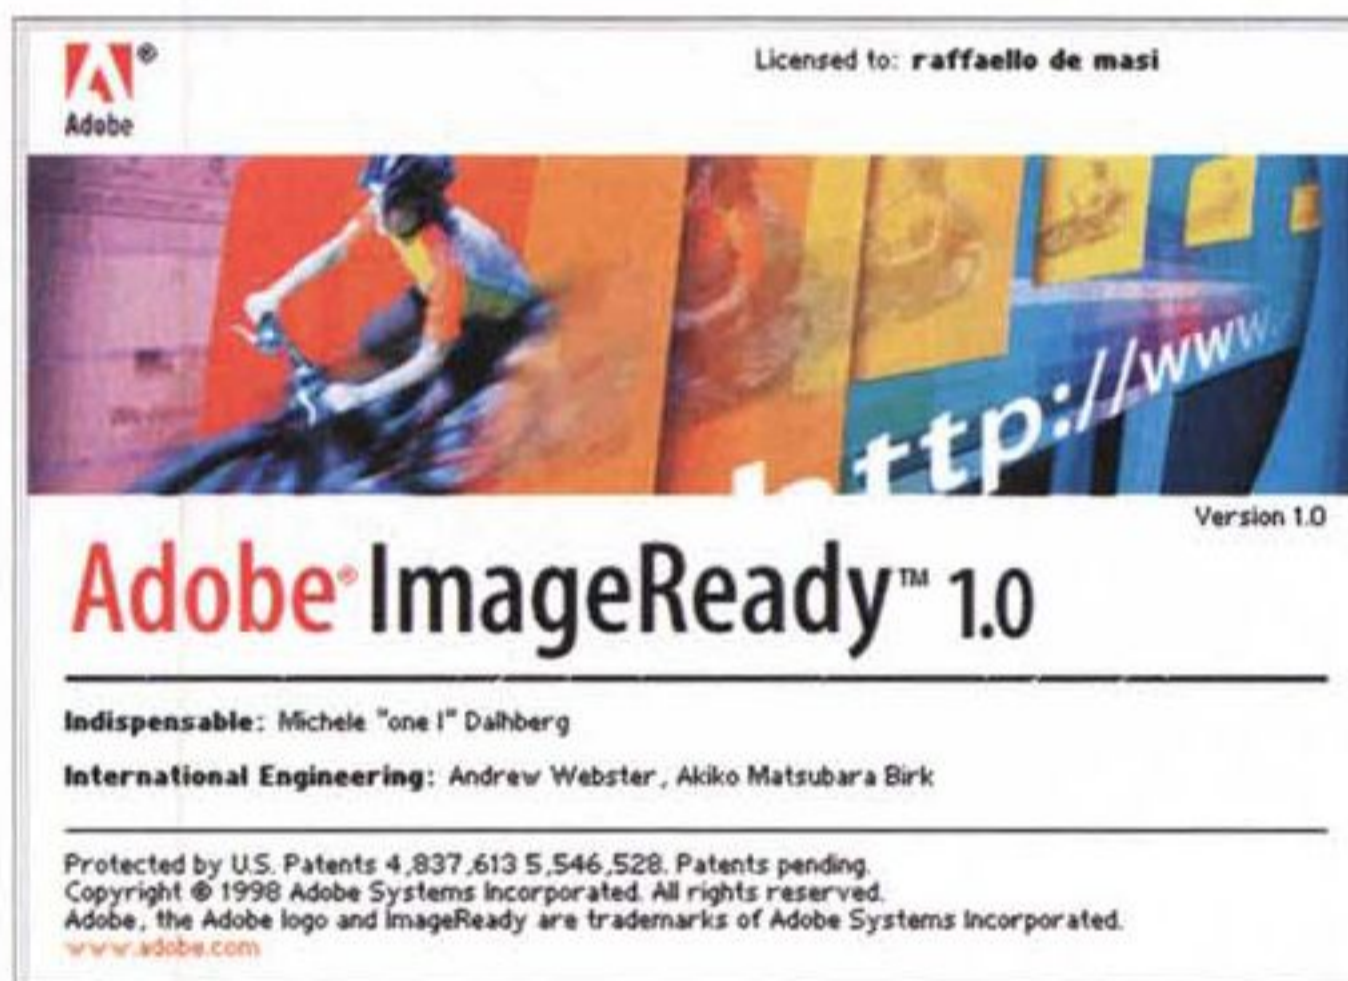 Licensed to: raffaello de masi
Adobe
http://www.
Version 1.0
Adobe® ImageReady™ 1.0
Indispensable: Michele "one l" Dalhberg
International Engineering: Andrew Webster, Akiko Matsubara Birk
Protected by U.S. Patents 4,837,613 5,546,528. Patents pending.
Copyright © 1998 Adobe Systems Incorporated. All rights reserved.
Adobe, the Adobe logo and ImageReady are trademarks of Adobe Systems Incorporated.
www.adobe.com